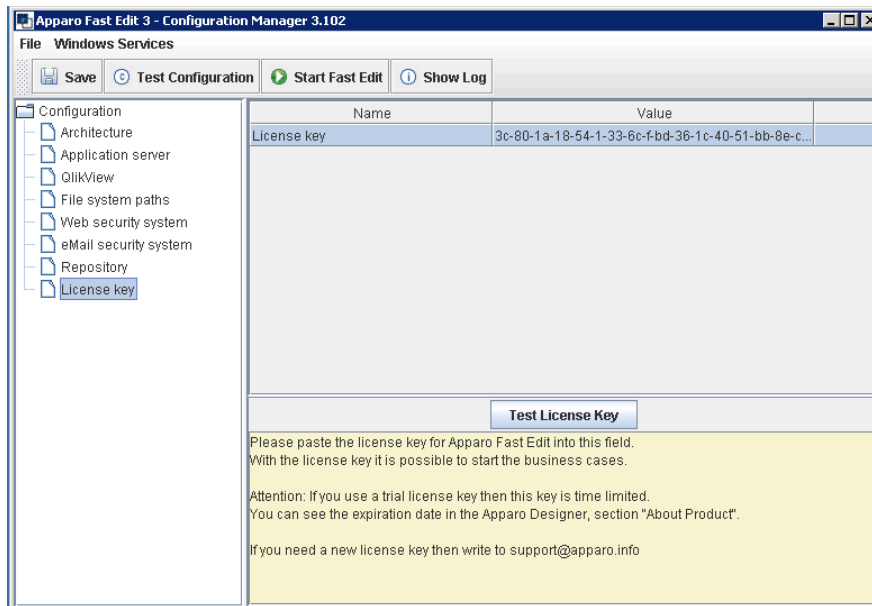 Apparo Fast Edit 3 - Configuration Manager 3.102
File Windows Services
Save Test Configuration Start Fast Edit Show Log
Configuration
Architecture
Application server
QlikView
File system paths
Web security system
eMail security system
Repository
License key
Name Value
License key 3c-80-1a-18-54-1-33-6c-f-bd-36-1c-40-51-bb-8e-c...
Test License Key
Please paste the license key for Apparo Fast Edit into this field.
With the license key it is possible to start the business cases.
Attention: If you use a trial license key then this key is time limited.
You can see the expiration date in the Apparo Designer, section "About Product".
If you need a new license key then write to support@apparo.info